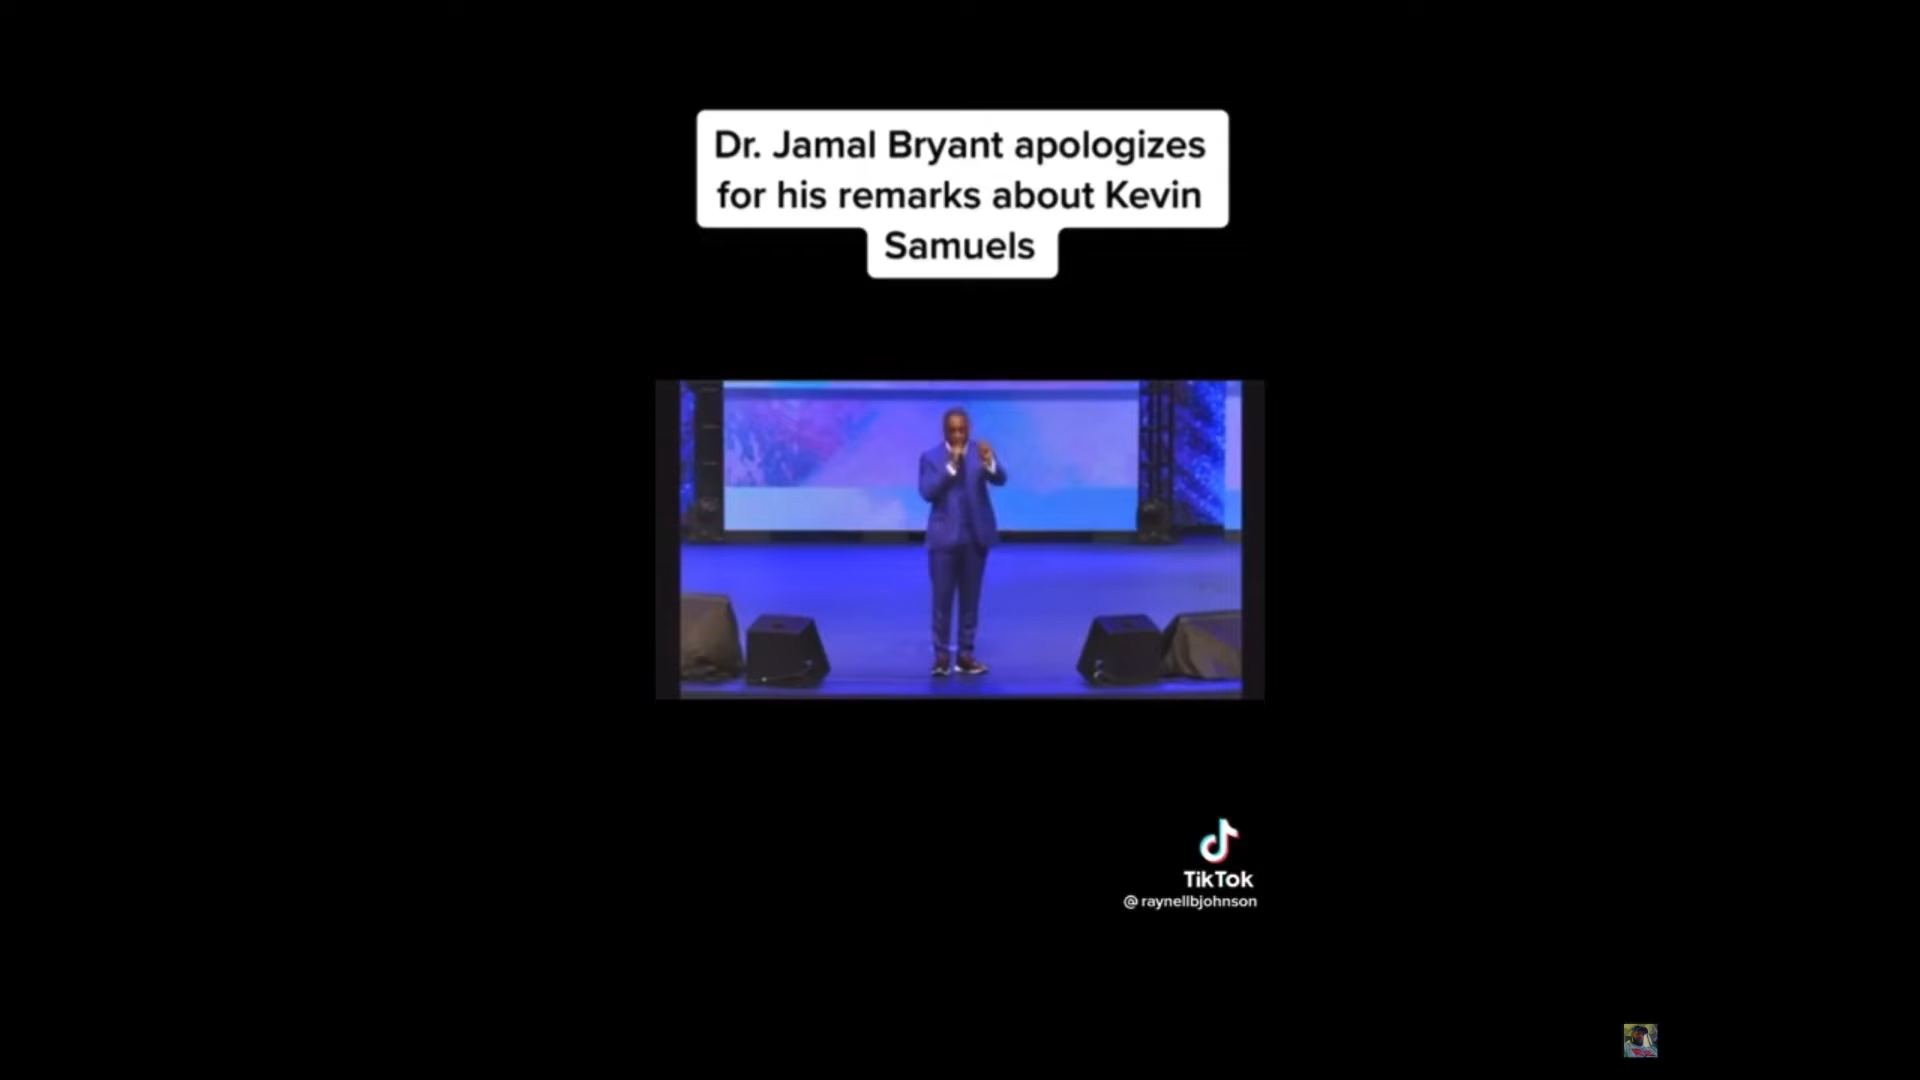 Dr. Jamal Bryant apologizes
for his remarks about Kevin
Samuels
TikTok
@raynellbjohnson